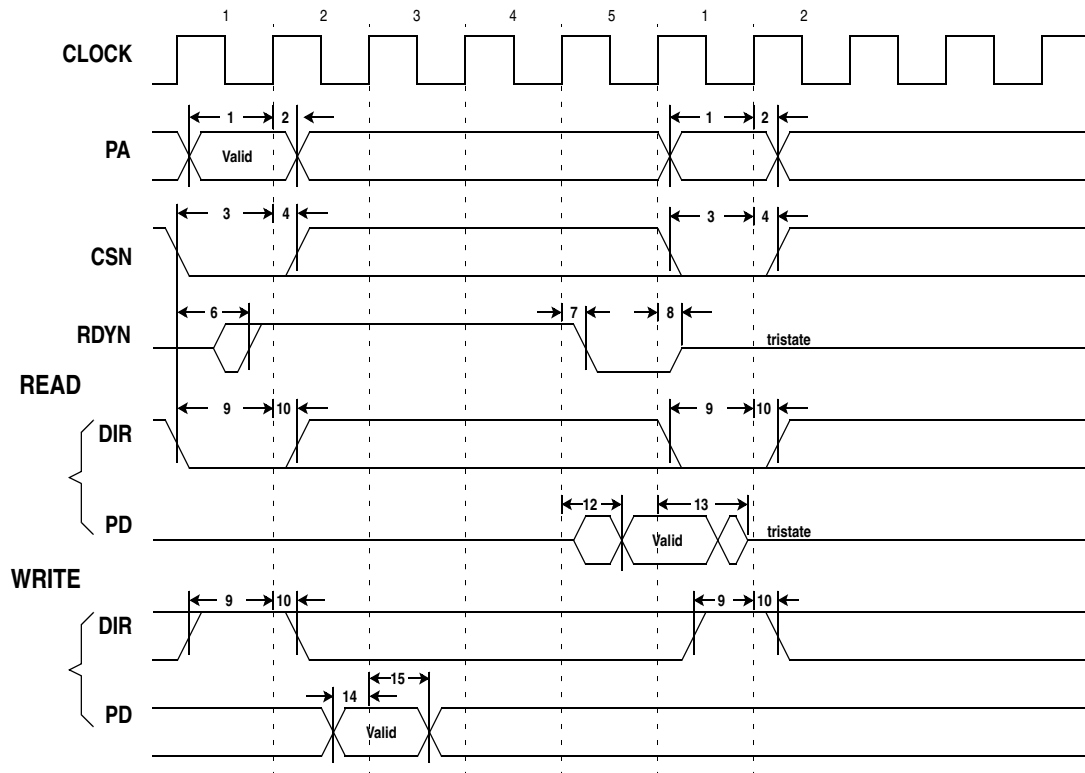 1 2 3 4 5 1 2
CLOCK
1 2 1 2
PA Valid
3 4 3 4
CSN
6 7 8
RDYN tristate
READ
9 10 9 10
DIR
12 13
PD Valid tristate
WRITE
9 10 9 10
DIR
15
14
PD Valid